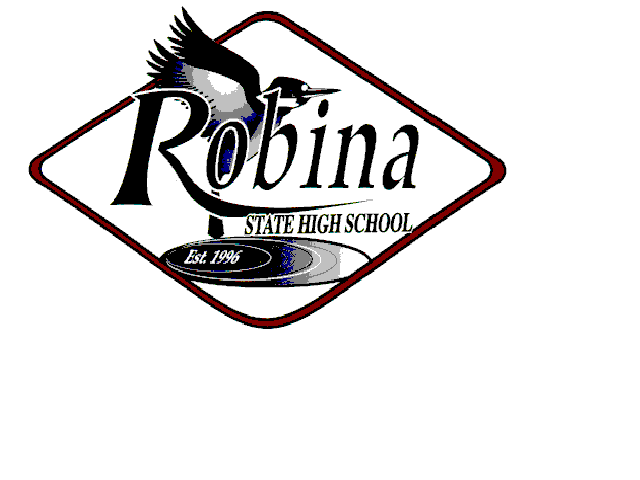 Robina
STATE HIGH SCHOOL
Est. 1996